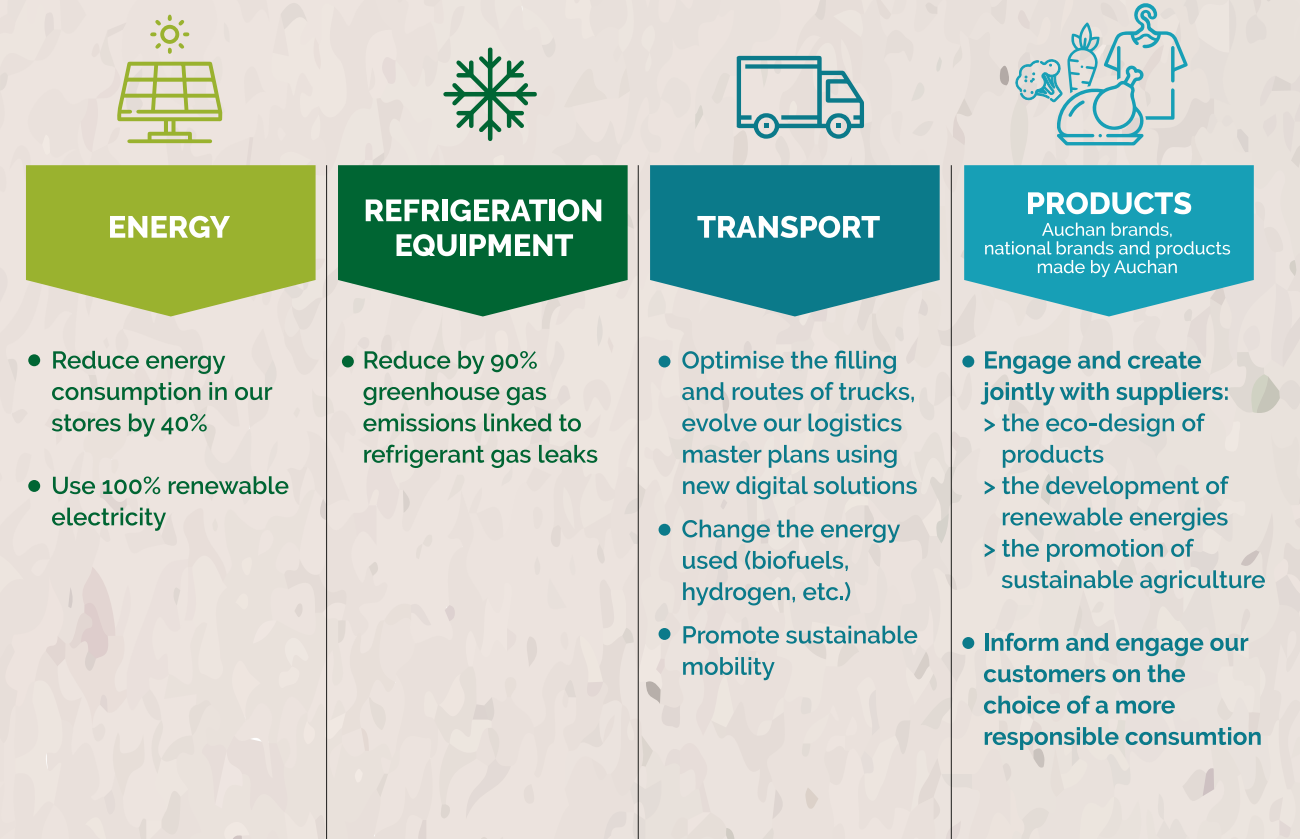 ENERGY
• Reduce energy
consumption in our
stores by 40%
• Use 100% renewable
electricity
REFRIGERATION
EQUIPMENT
• Reduce by 90%
greenhouse gas
emissions linked to
refrigerant gas leaks
TRANSPORT
• Optimise the filling
and routes of trucks,
evolve our logistics
master plans using
new digital solutions
• Change the energy
used (biofuels,
hydrogen, etc.)
• Promote sustainable
mobility
PRODUCTS
Auchan brands,
national brands and products
made by Auchan
• Engage and create
jointly with suppliers:
> the eco-design of
products
> the development of
renewable energies
> the promotion of
sustainable agriculture
• Inform and engage our
customers on the
choice of a more
responsible consumtion